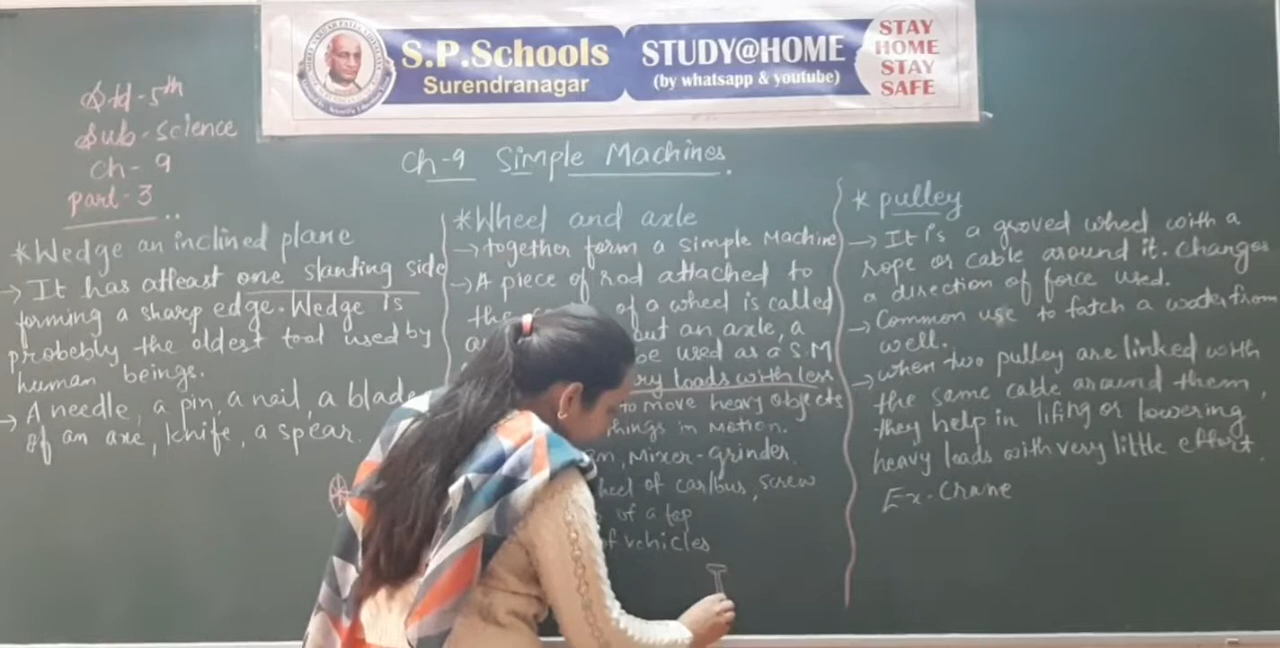 S.P.Schools
Surendranagar
STUDY@HOME
(by whatsapp & youtube)
STAY
HOME
STAY
SAFE
Std-5th
Sub-science
Ch-9
part-3
Ch-9 Simple Machines.
*Wedge an inclined plane
→ It has atleast one slanting side
forming a sharp edge. Wedge is
probebly the oldest tool used by
human beings.
→ A needle, a pin, a nail, a blade
of an axe, knife, a spear.
*Wheel and axle
→ together form a simple Machine
→ A piece of rod attached to
the of a wheel is called
an axle, a
be used as a S.M
loads with less
to move heavy objects
things in Motion.
Mixer-grinder
of car/bus, screw
of a tap
of vehicles
* pulley
→ It is a groved wheel with a
rope or cable around it. Changes
a direction of force used.
→ Common use to fatch a water from
well.
→ when two pulley are linked with
the same cable around them,
they help in lifing or lowering
heavy loads with very little effort.
Ex-Crane